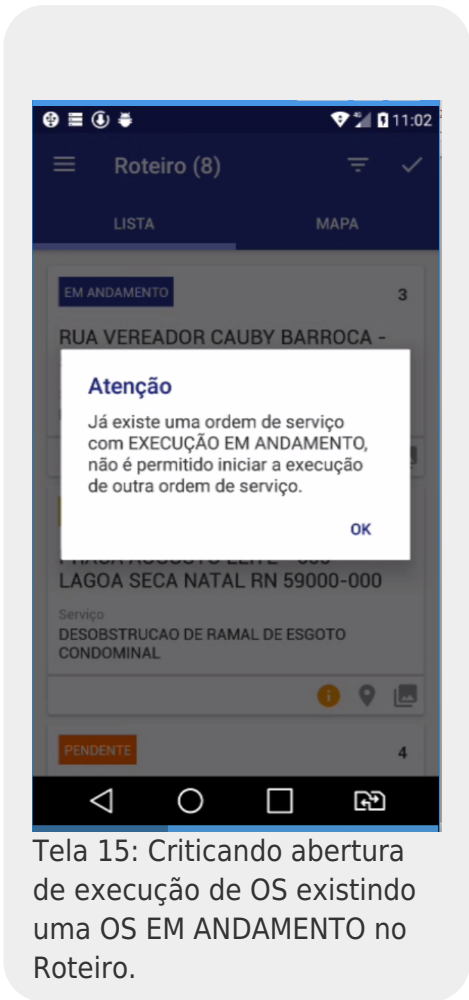 11:02
Roteiro (8)
LISTA MAPA
EM ANDAMENTO 3
RUA VEREADOR CAUBY BARROCA -
Atenção
Já existe uma ordem de serviço
com EXECUÇÃO EM ANDAMENTO,
não é permitido iniciar a execução
de outra ordem de serviço.
OK
LAGOA SECA NATAL RN 59000-000
Serviço
DESOBSTRUCAO DE RAMAL DE ESGOTO
CONDOMINAL
PENDENTE 4
Tela 15: Criticando abertura
de execução de OS existindo
uma OS EM ANDAMENTO no
Roteiro.